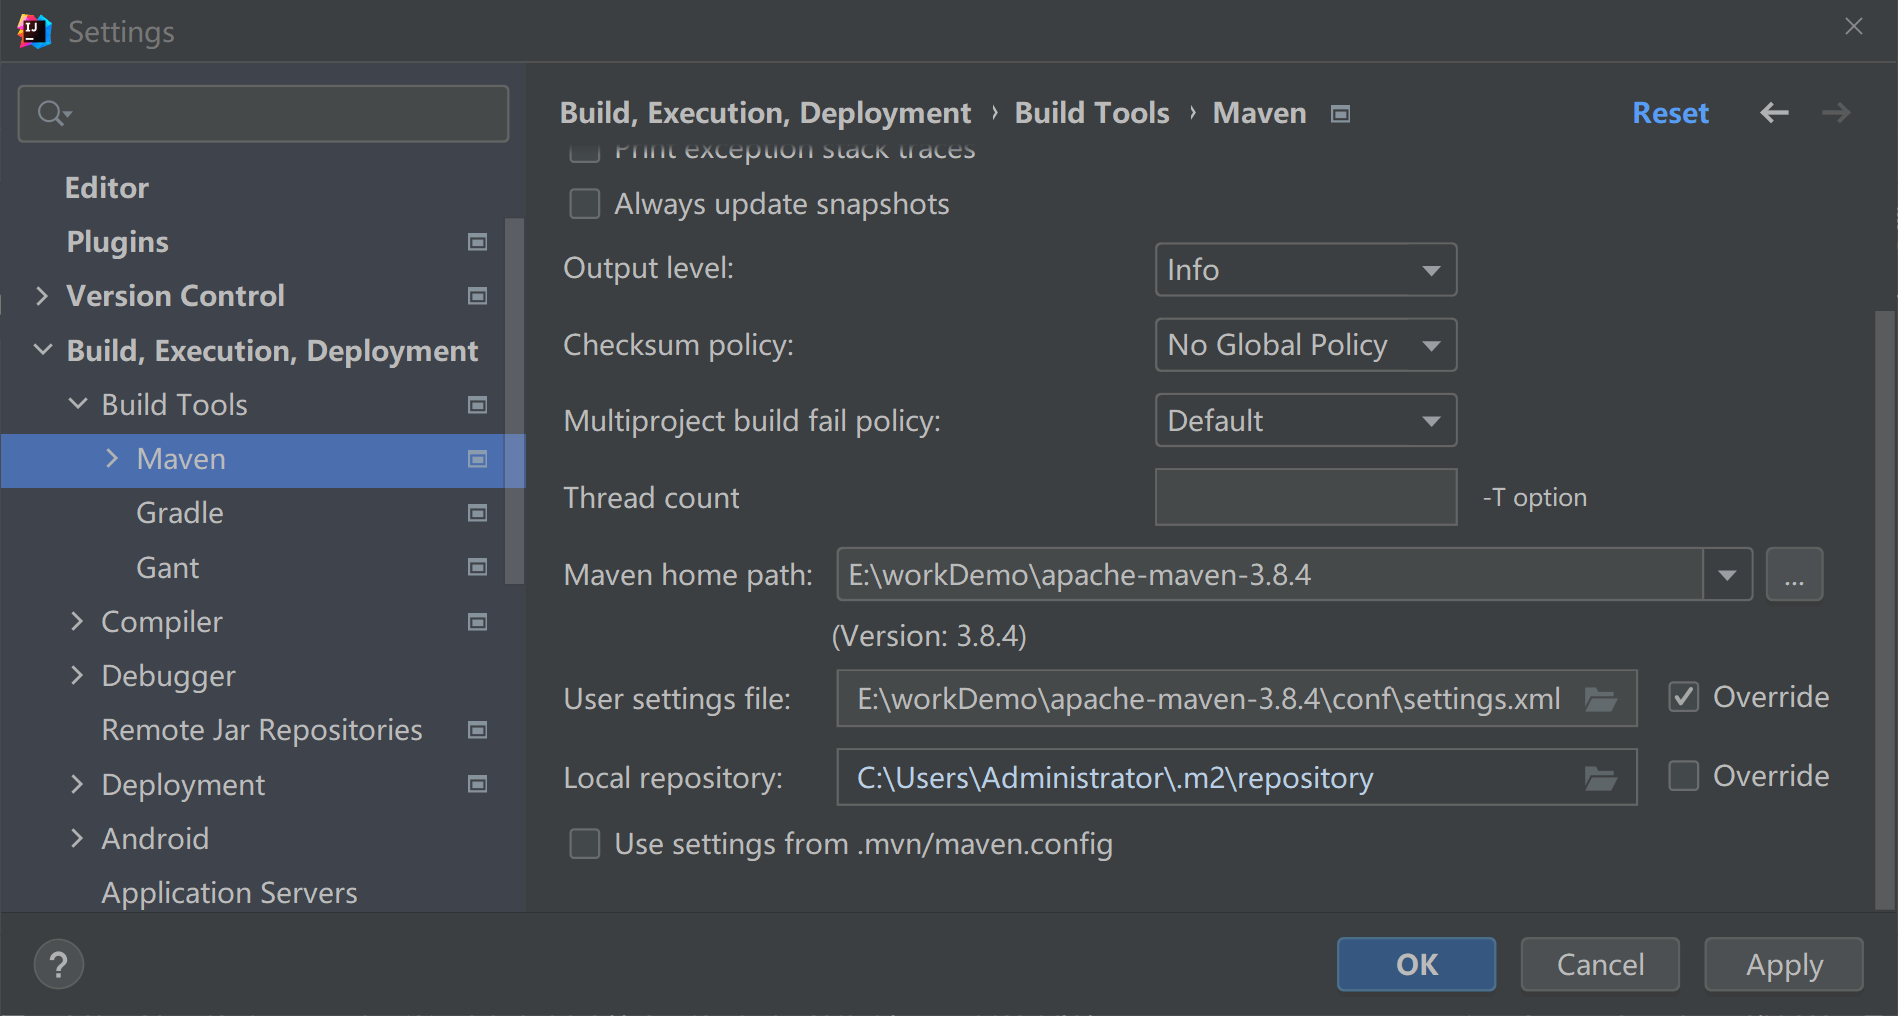 Settings
Editor
Plugins
Version Control
Build, Execution, Deployment
Build Tools
Maven
Gradle
Gant
Compiler
Debugger
Remote Jar Repositories
Deployment
Android
Application Servers
Build, Execution, Deployment › Build Tools › Maven
Reset
Print exception stack traces
Always update snapshots
Output level: Info
Checksum policy: No Global Policy
Multiproject build fail policy: Default
Thread count -T option
Maven home path: E:\workDemo\apache-maven-3.8.4 ...
(Version: 3.8.4)
User settings file: E:\workDemo\apache-maven-3.8.4\conf\settings.xml Override
Local repository: C:\Users\Administrator\.m2\repository Override
Use settings from .mvn/maven.config
? OK Cancel Apply